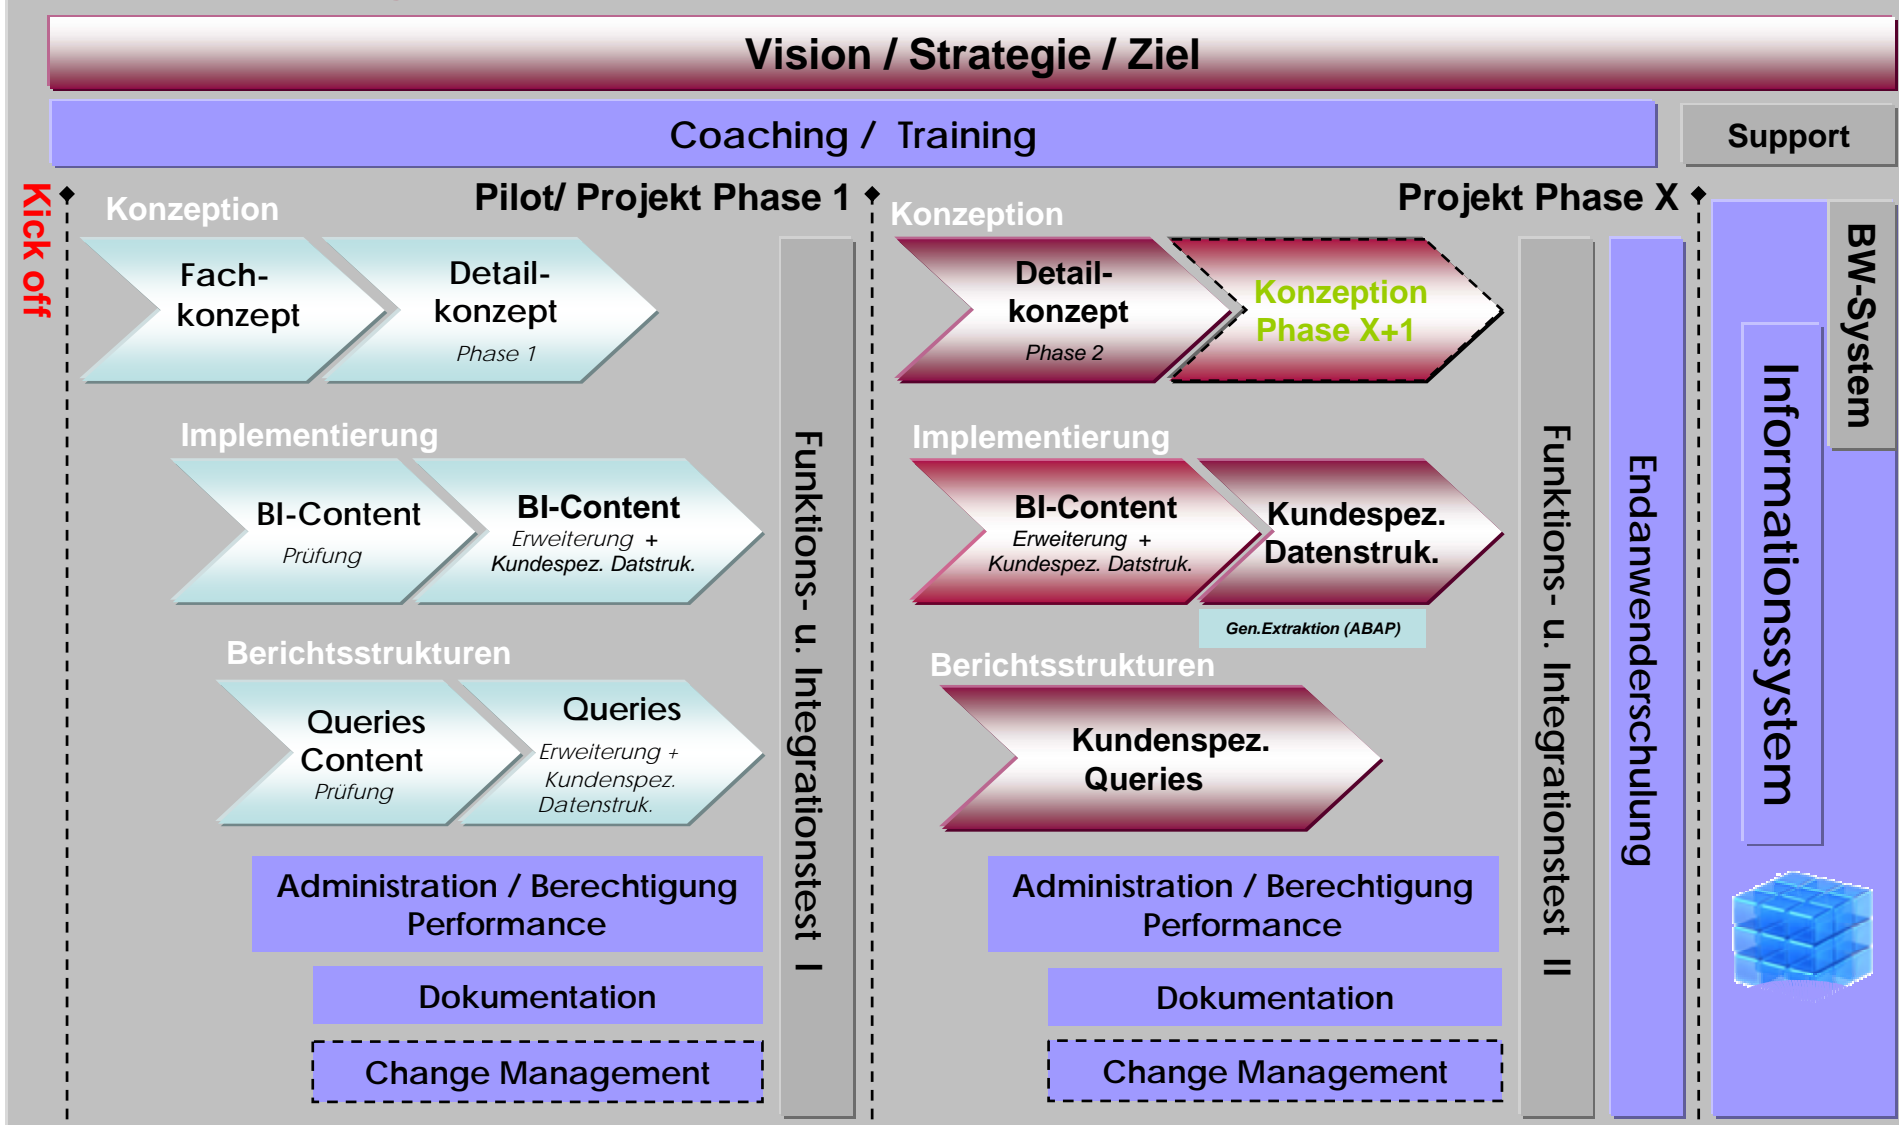 Vision / Strategie / Ziel
Coaching / Training
Support
Kick off
Pilot/ Projekt Phase 1
Konzeption
Fach-
konzept
Detail-
konzept
Phase 1
Implementierung
BI-Content
Prüfung
BI-Content
Erweiterung +
Kundespez. Datstruk.
Berichtsstrukturen
Queries
Content
Prüfung
Queries
Erweiterung +
Kundenspez.
Datenstruk.
Administration / Berechtigung
Performance
Dokumentation
Change Management
Funktions- u. Integrationstest I
Projekt Phase X
Konzeption
Detail-
konzept
Phase 2
Konzeption
Phase X+1
Implementierung
BI-Content
Erweiterung +
Kundespez. Datstruk.
Kundespez.
Datenstruk.
Gen.Extraktion (ABAP)
Berichtsstrukturen
Kundenspez.
Queries
Administration / Berechtigung
Performance
Dokumentation
Change Management
Funktions- u. Integrationstest II
Endanwenderschulung
Informationssystem
BW-System